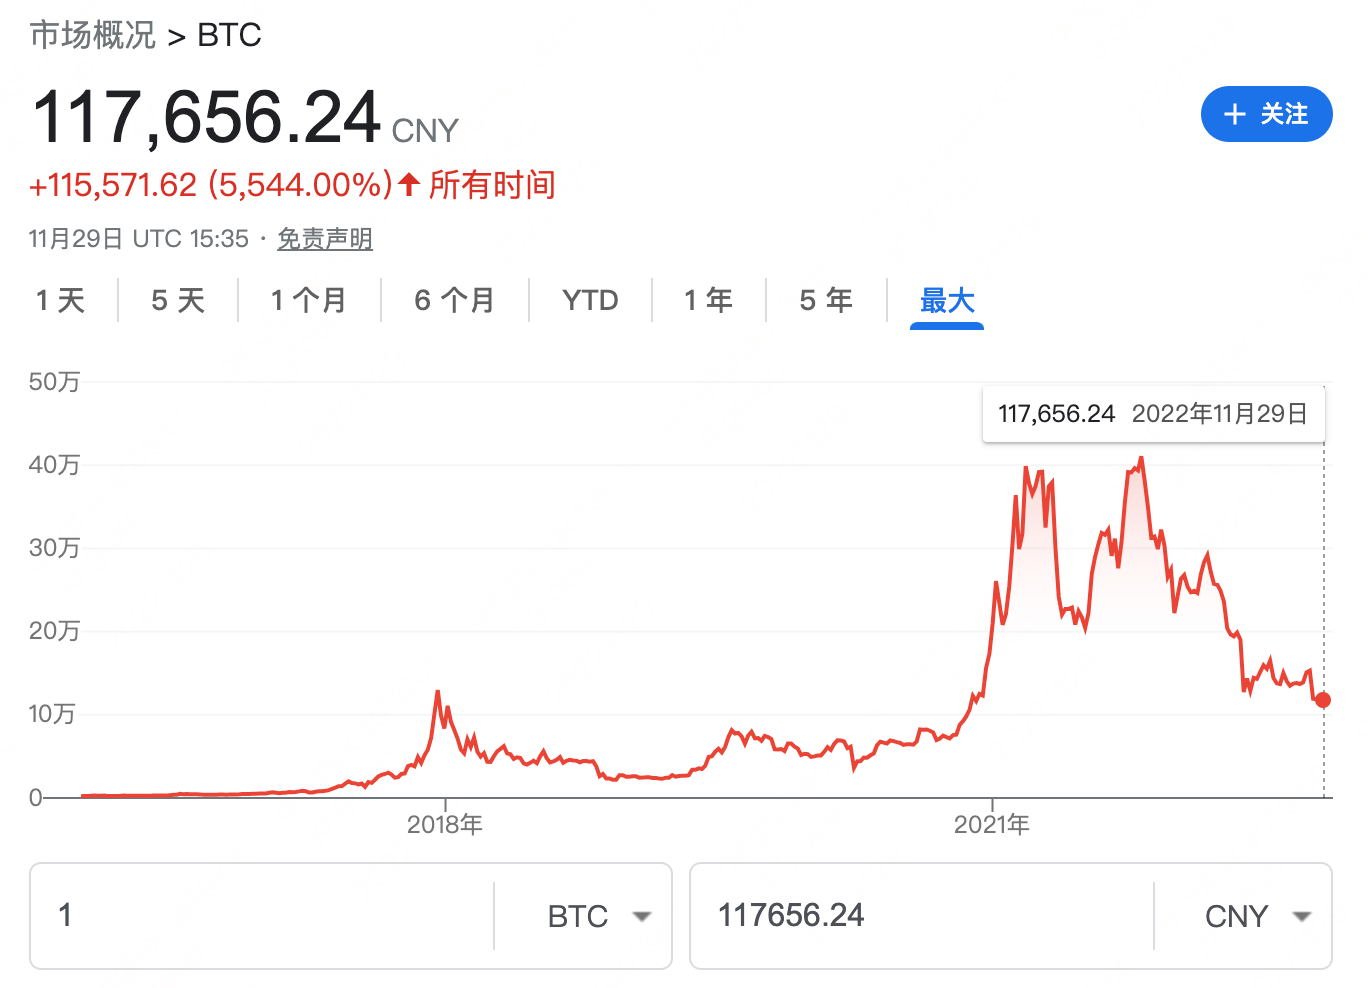 市场概况 > BTC
117,656.24 CNY
+ 关注
+115,571.62 (5,544.00%)↑ 所有时间
11月29日 UTC 15:35 · 免责声明
1 天 5 天 1 个月 6 个月 YTD 1 年 5 年 最大
50万
117,656.24 2022年11月29日
40万
30万
20万
10万
0
2018年 2021年
1 BTC 117656.24 CNY